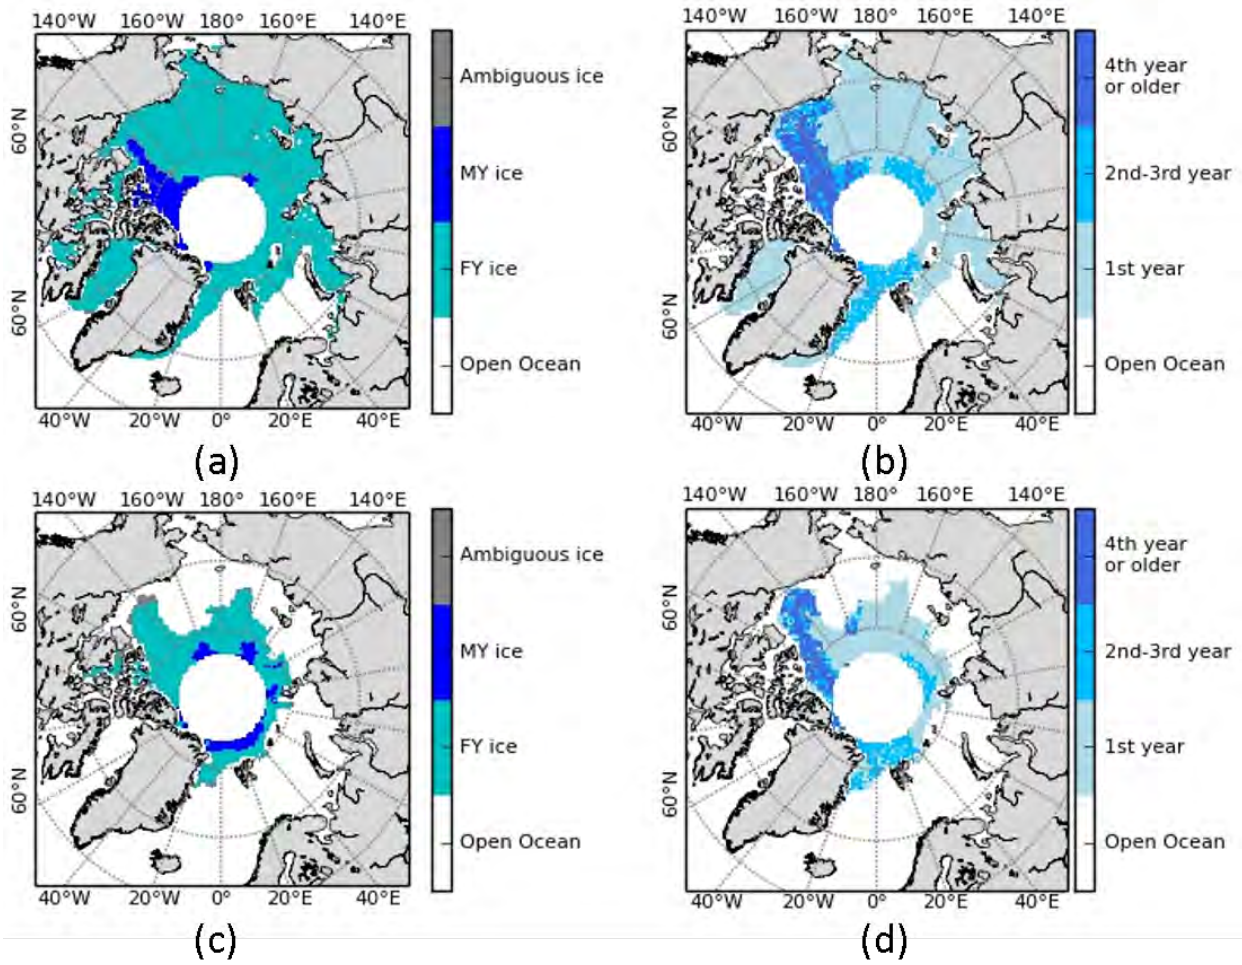 140°W 160°W 180° 160°E 140°E
60°N
60°N
40°W 20°W 0° 20°E 40°E
Ambiguous ice
MY ice
FY ice
Open Ocean
(a)
140°W 160°W 180° 160°E 140°E
60°N
60°N
40°W 20°W 0° 20°E 40°E
4th year
or older
2nd-3rd year
1st year
Open Ocean
(b)
140°W 160°W 180° 160°E 140°E
60°N
60°N
40°W 20°W 0° 20°E 40°E
Ambiguous ice
MY ice
FY ice
Open Ocean
(c)
140°W 160°W 180° 160°E 140°E
60°N
60°N
40°W 20°W 0° 20°E 40°E
4th year
or older
2nd-3rd year
1st year
Open Ocean
(d)